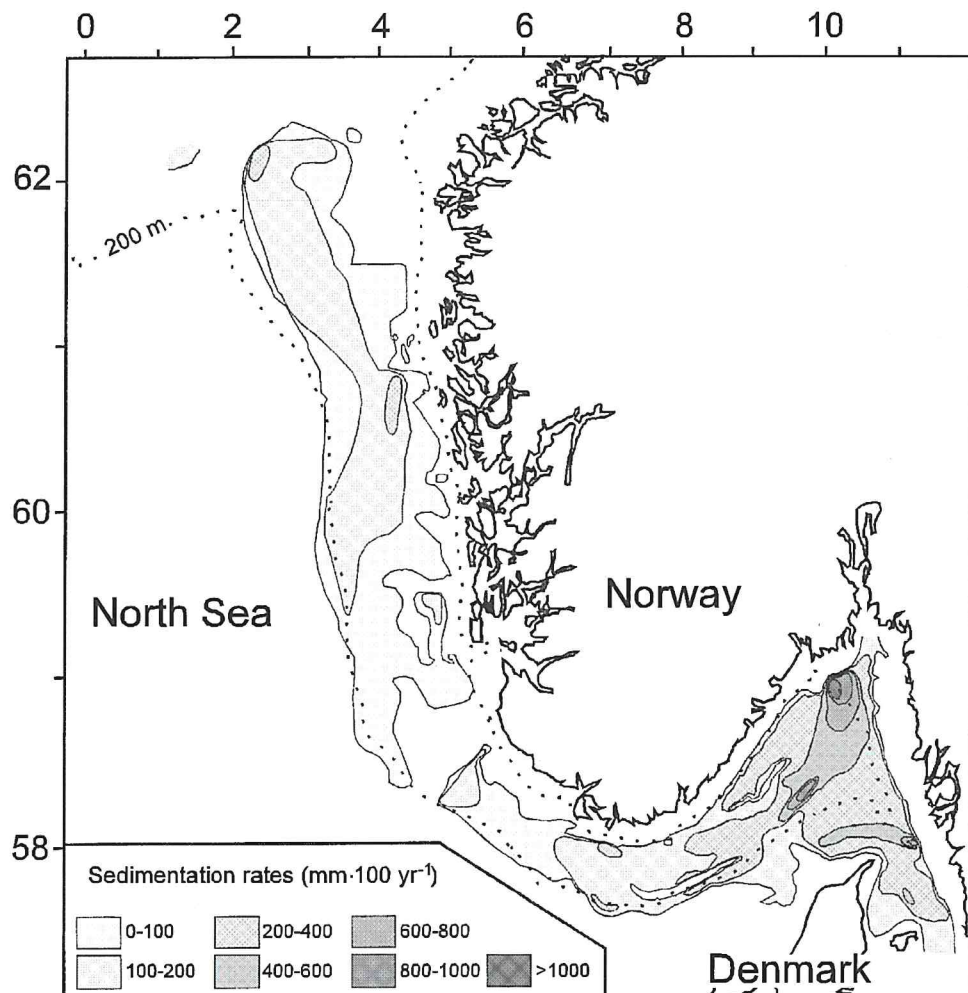 0 2 4 6 8 10
62
200 m.
60
North Sea
Norway
58
Sedimentation rates (mm·100 yr⁻¹)
0-100 200-400 600-800
100-200 400-600 800-1000 >1000
Denmark